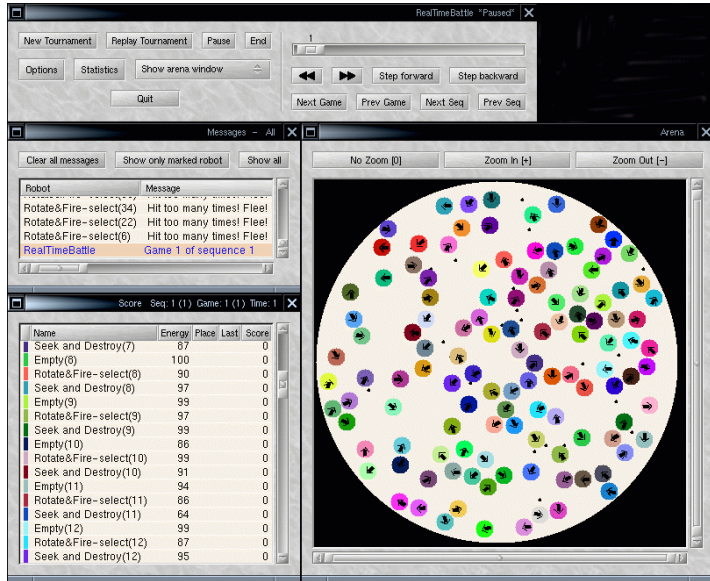 RealTimeBattle *Paused*
New Tournament Replay Tournament Pause End
Options Statistics Show arena window
Quit
1
Step forward Step backward
Next Game Prev Game Next Seq Prev Seq
Messages - All
Clear all messages Show only marked robot Show all
Robot Message
Rotate&Fire-select(34) Hit too many times! Flee!
Rotate&Fire-select(22) Hit too many times! Flee!
Rotate&Fire-select(6) Hit too many times! Flee!
RealTimeBattle Game 1 of sequence 1
Score Seq: 1 (1) Game: 1 (1) Time: 1
Name Energy Place Last Score
Seek and Destroy(7) 87 0
Empty(8) 100 0
Rotate&Fire-select(8) 90 0
Seek and Destroy(8) 97 0
Empty(9) 99 0
Rotate&Fire-select(9) 97 0
Seek and Destroy(9) 99 0
Empty(10) 86 0
Rotate&Fire-select(10) 99 0
Seek and Destroy(10) 91 0
Empty(11) 94 0
Rotate&Fire-select(11) 86 0
Seek and Destroy(11) 64 0
Empty(12) 99 0
Rotate&Fire-select(12) 87 0
Seek and Destroy(12) 95 0
Arena
No Zoom [0] Zoom In [+] Zoom Out [-]